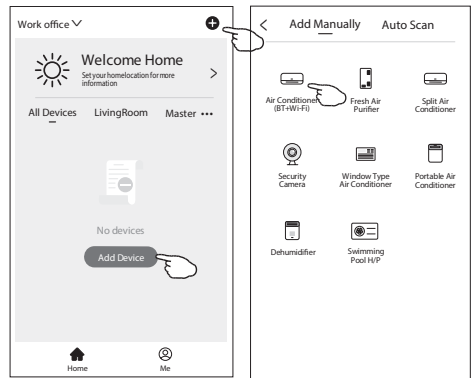 Work office
Welcome Home
Set your homelocation for more
information
All Devices LivingRoom Master
No devices
Add Device
Home Me
Add Manually Auto Scan
Air Conditioner
(BT+Wi-Fi)
Fresh Air
Purifier
Split Air
Conditioner
Security
Camera
Window Type
Air Conditioner
Portable Air
Conditioner
Dehumidifier
Swimming
Pool H/P